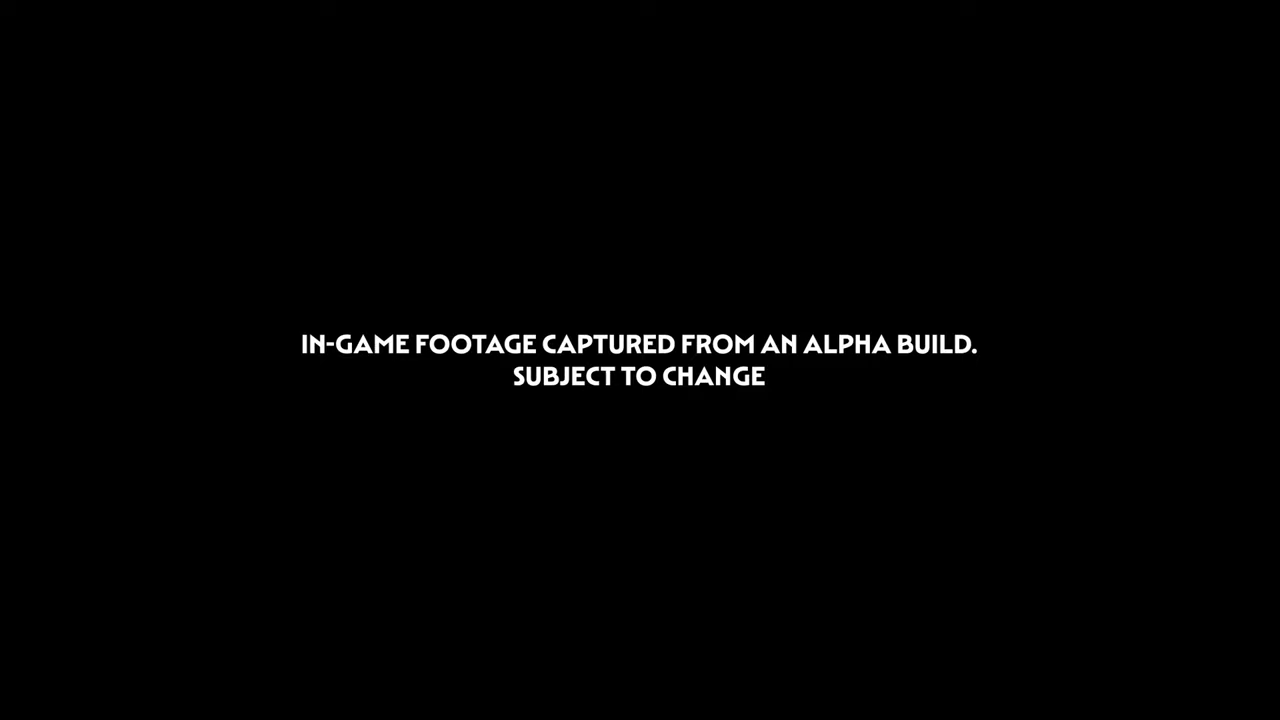 IN-GAME FOOTAGE CAPTURED FROM AN ALPHA BUILD.
SUBJECT TO CHANGE